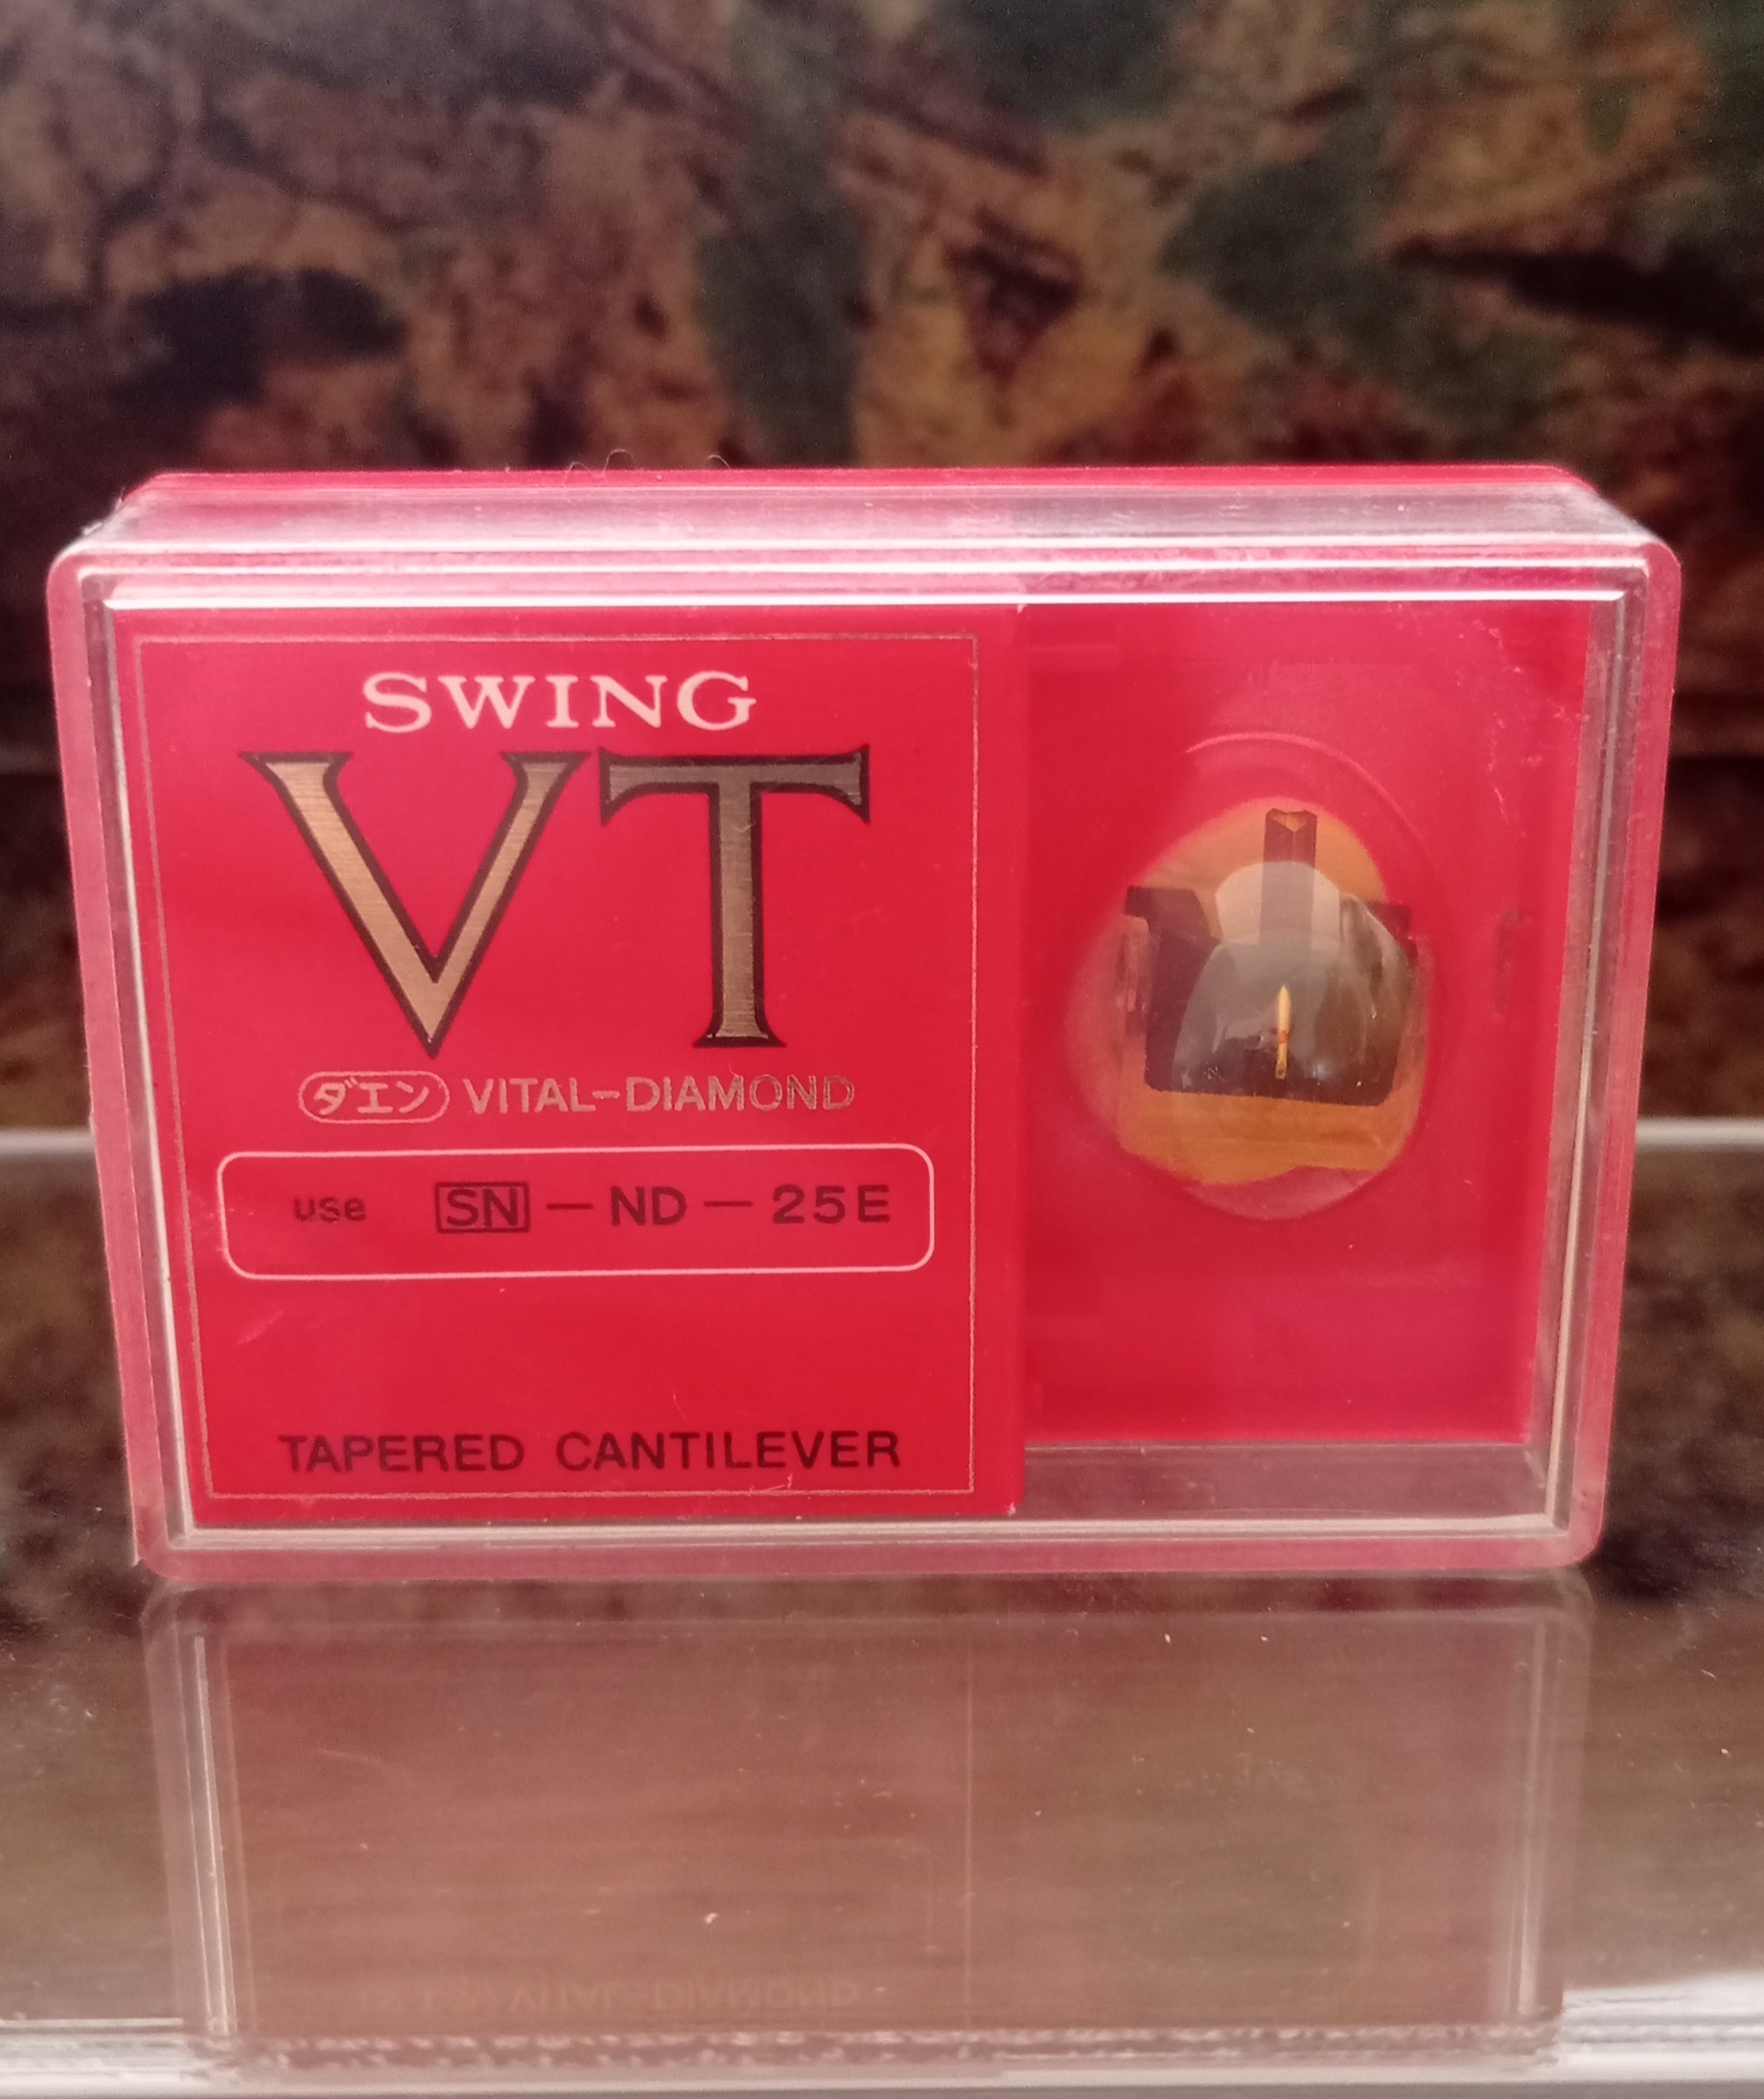 SWING
VT
ダエン VITAL-DIAMOND
use SN-ND-25E
TAPERED CANTILEVER